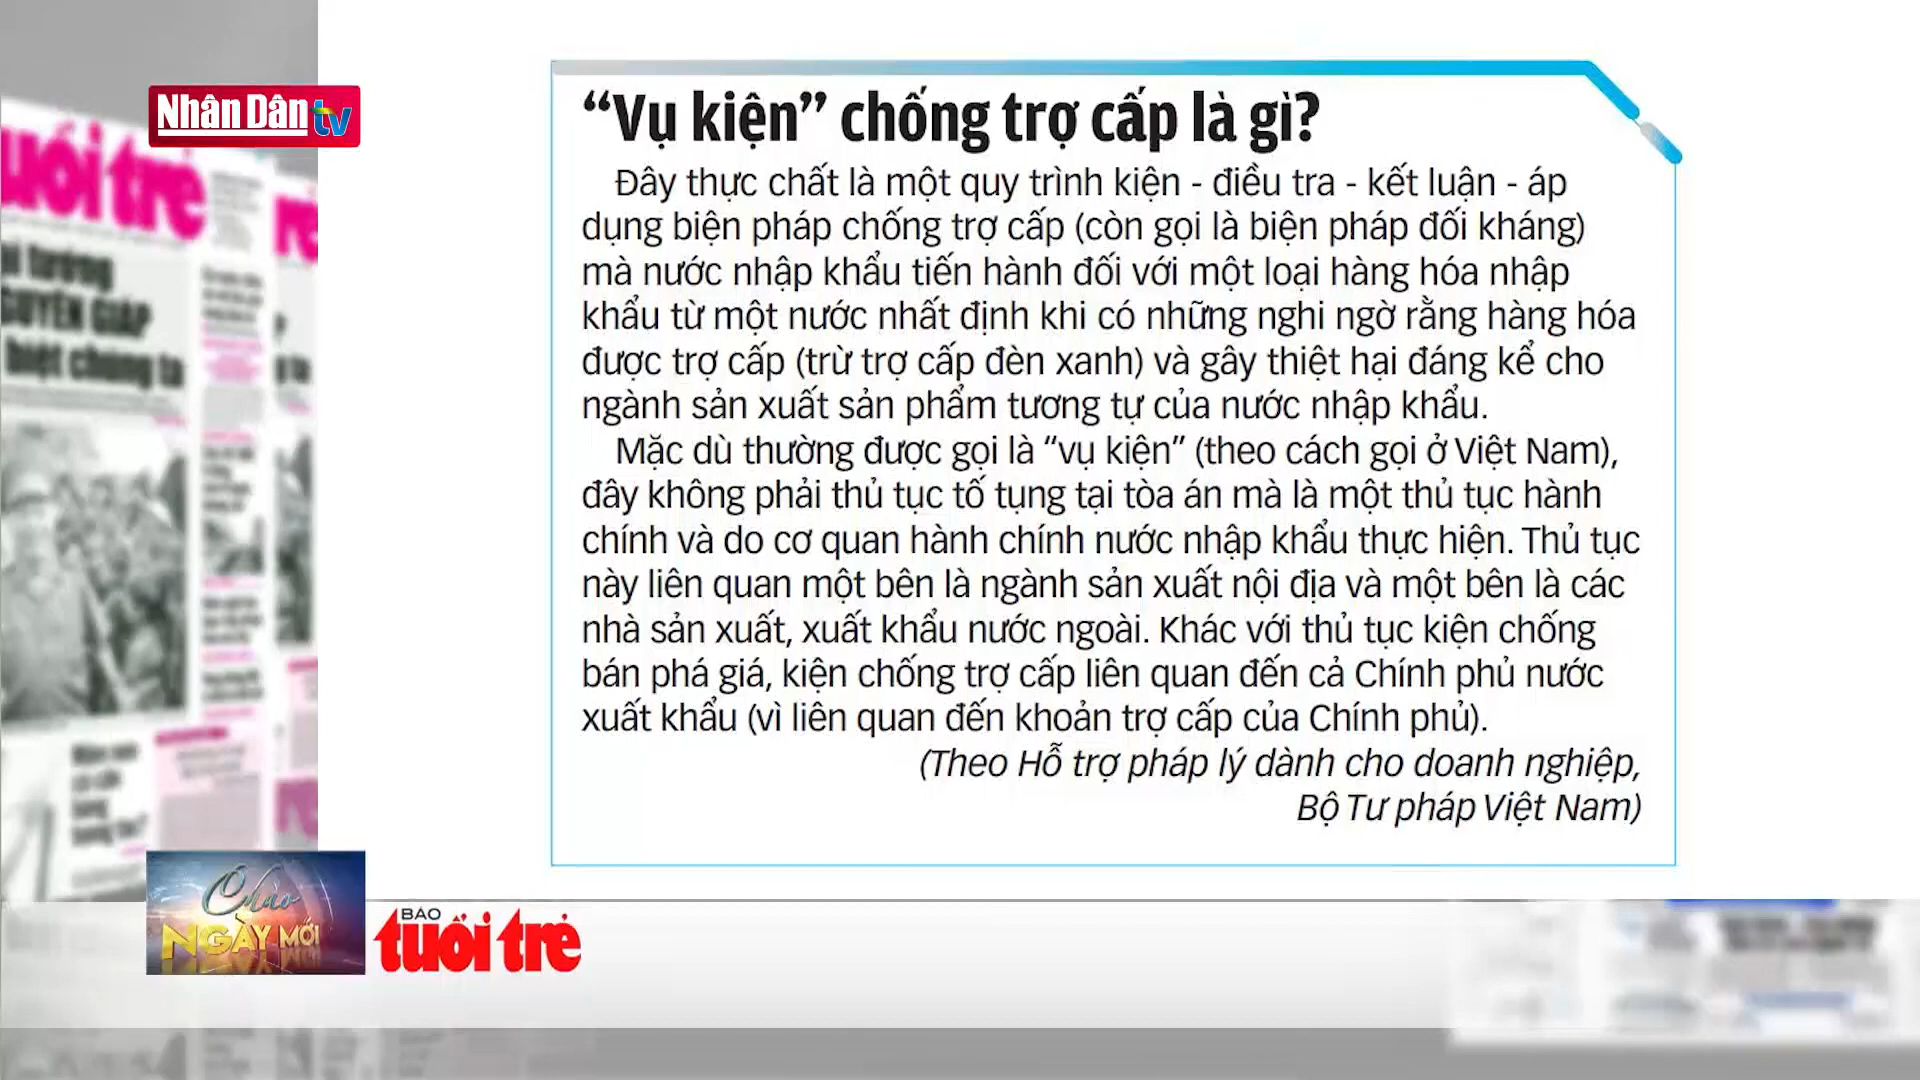 Nhân Dân tv
"Vụ kiện" chống trợ cấp là gì?
Đây thực chất là một quy trình kiện - điều tra - kết luận - áp
dụng biện pháp chống trợ cấp (còn gọi là biện pháp đối kháng)
mà nước nhập khẩu tiến hành đối với một loại hàng hóa nhập
khẩu từ một nước nhất định khi có những nghi ngờ rằng hàng hóa
được trợ cấp (trừ trợ cấp đèn xanh) và gây thiệt hại đáng kể cho
ngành sản xuất sản phẩm tương tự của nước nhập khẩu.
Mặc dù thường được gọi là "vụ kiện" (theo cách gọi ở Việt Nam),
đây không phải thủ tục tố tụng tại tòa án mà là một thủ tục hành
chính và do cơ quan hành chính nước nhập khẩu thực hiện. Thủ tục
này liên quan một bên là ngành sản xuất nội địa và một bên là các
nhà sản xuất, xuất khẩu nước ngoài. Khác với thủ tục kiện chống
bán phá giá, kiện chống trợ cấp liên quan đến cả Chính phủ nước
xuất khẩu (vì liên quan đến khoản trợ cấp của Chính phủ).
(Theo Hỗ trợ pháp lý dành cho doanh nghiệp,
Bộ Tư pháp Việt Nam)
uổi trẻ
GUYÊN GIÁP
biệt chúng ta
Chào
NGÀY MỚI
BÁO
tuổi trẻ